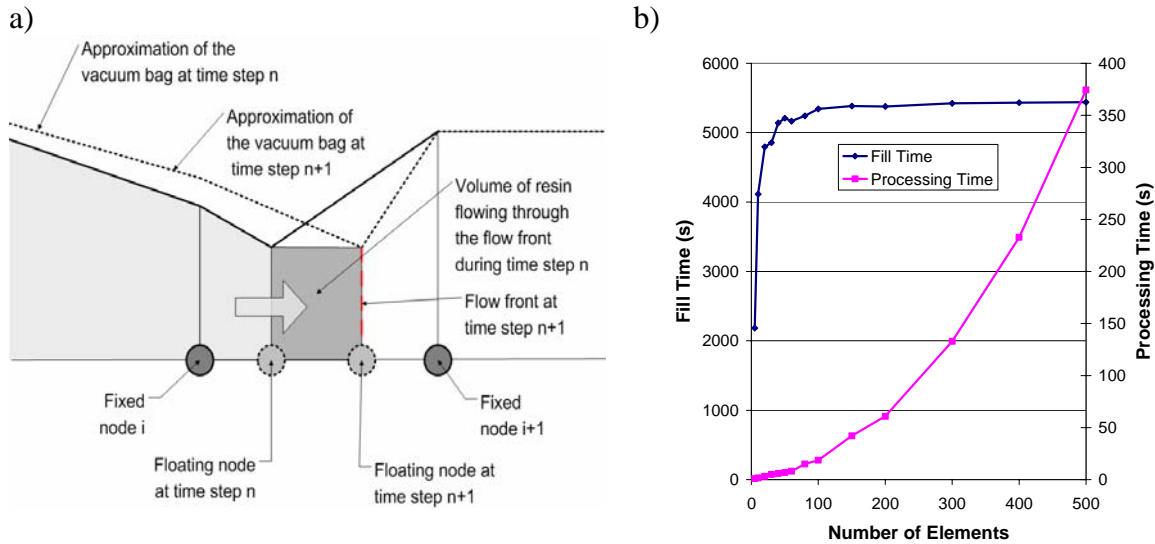 a)
Approximation of the
vacuum bag at time step n
Approximation of
the vacuum bag at
time step n+1
Volume of resin
flowing through
the flow front
during time step n
Flow front at
time step n+1
Fixed
node i
Fixed
node i+1
Floating node
at time step n
Floating node at
time step n+1
b)
6000
5000
4000
3000
2000
1000
0
Fill Time (s)
400
350
300
250
200
150
100
50
0
Processing Time (s)
Fill Time
Processing Time
0 100 200 300 400 500
Number of Elements